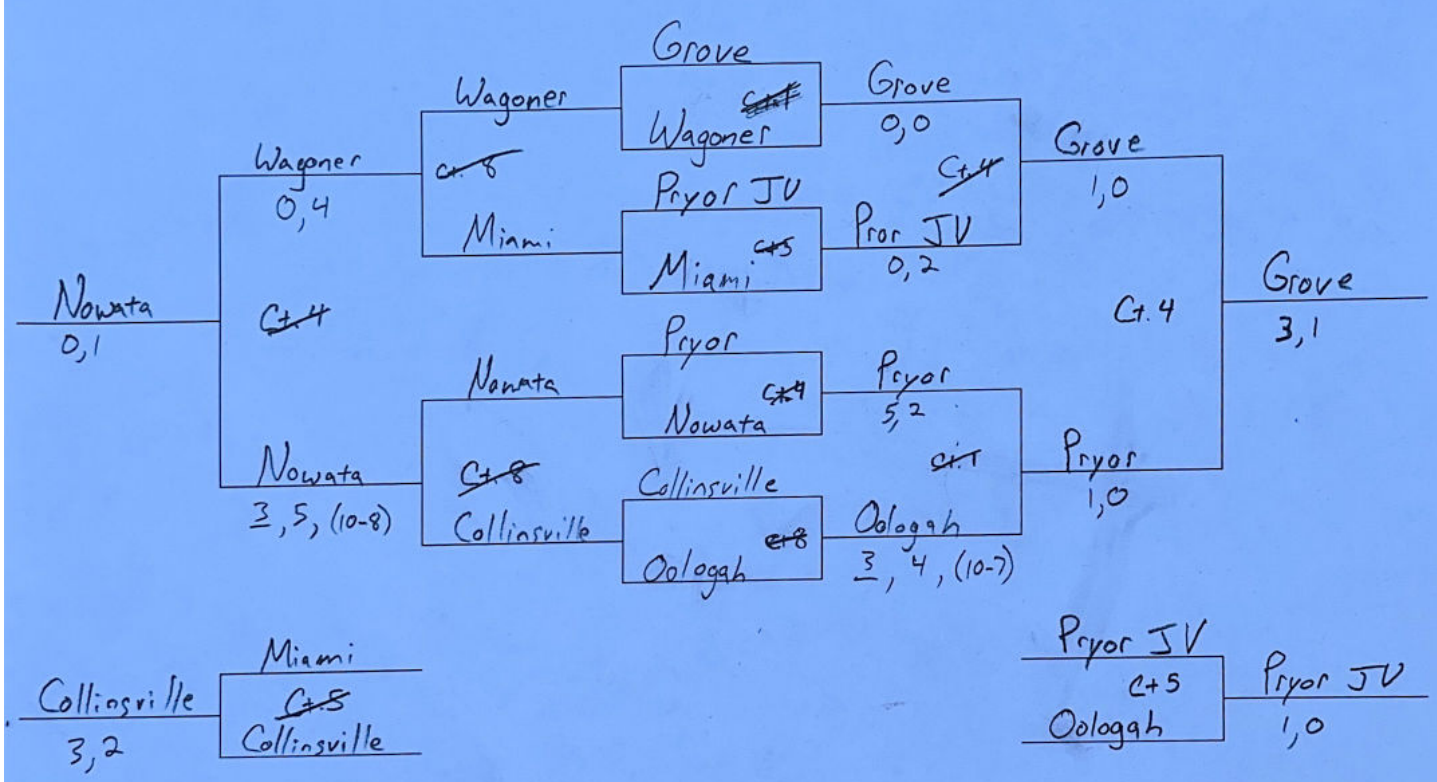 Grove
Wagoner
Ct. 1
Grove
Wagoner
0,0
Wagoner
Ct. 8
Ct. 4
Grove
0,4
Pryor JV
1,0
Miami
Ct 5
Pror JV
Miami
0,2
Nowata
Ct. 4
Ct. 4
Grove
0,1
3,1
Pryor
Nowata
Ct. 4
Pryor
Nowata
5,2
Nowata
Ct. 8
Collinsville
Ct. 1
Pryor
3, 5, (10-8)
1,0
Collinsville
Ct 8
Oologah
Oologah
3, 4, (10-7)
Miami
Pryor JV
Collinsville
Ct. 5
Ct 5
Pryor JV
3,2
Collinsville
Oologah
1,0